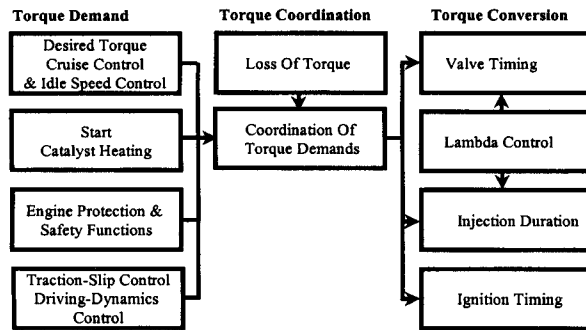 Torque Demand
Desired Torque
Cruise Control
& Idle Speed Control
Start
Catalyst Heating
Engine Protection &
Safety Functions
Traction-Slip Control
Driving-Dynamics
Control
Torque Coordination
Loss Of Torque
Coordination Of
Torque Demands
Torque Conversion
Valve Timing
Lambda Control
Injection Duration
Ignition Timing